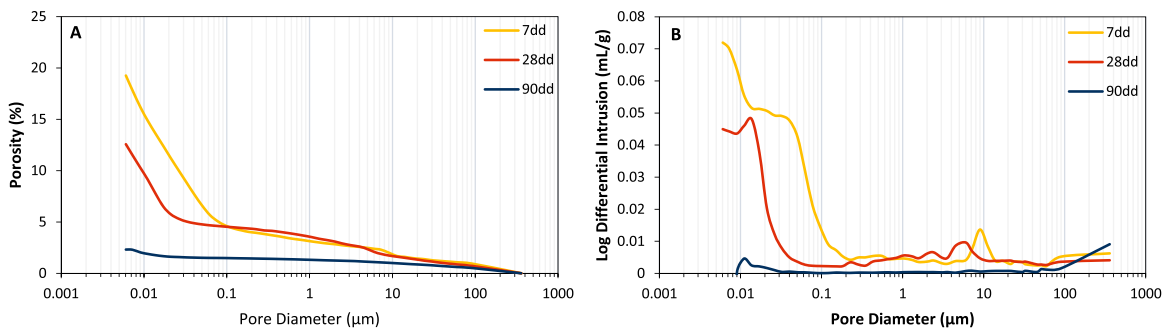 A
Porosity (%)
25
20
15
10
5
0
7dd
28dd
90dd
0.001 0.01 0.1 1 10 100 1000
Pore Diameter (µm)
B
Log Differential Intrusion (mL/g)
0.08
0.07
0.06
0.05
0.04
0.03
0.02
0.01
0
7dd
28dd
90dd
0.001 0.01 0.1 1 10 100 1000
Pore Diameter (µm)